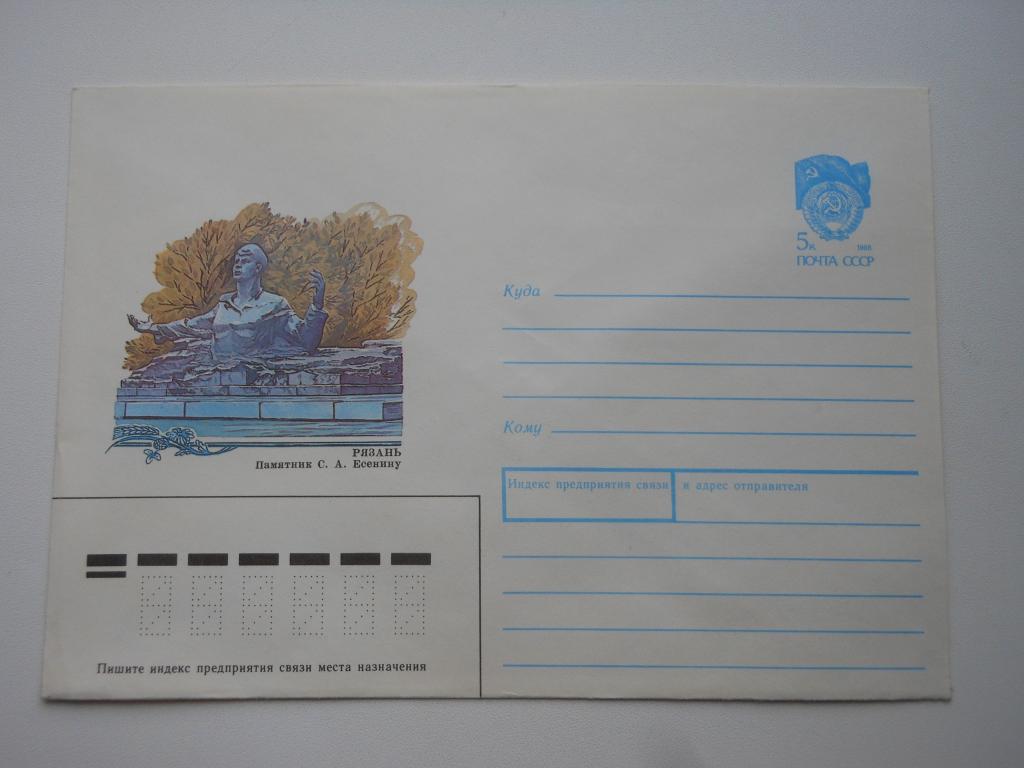 5к. 1988
ПОЧТА СССР
Куда
Кому
РЯЗАНЬ
Памятник С. А. Есенину
Индекс предприятия связи и адрес отправителя
Пишите индекс предприятия связи места назначения